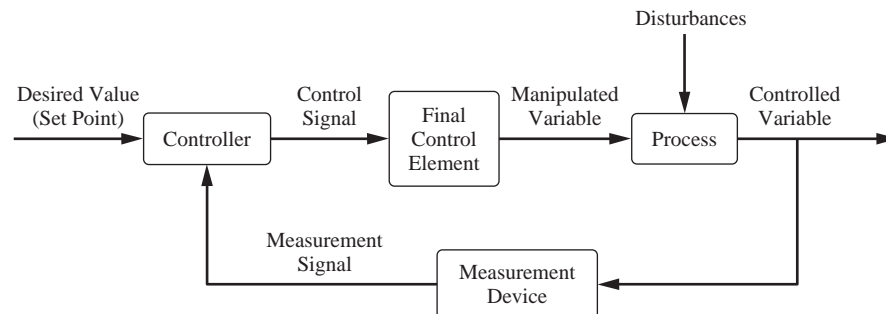 Disturbances
Desired Value
(Set Point)
Controller
Control
Signal
Final
Control
Element
Manipulated
Variable
Process
Controlled
Variable
Measurement
Signal
Measurement
Device